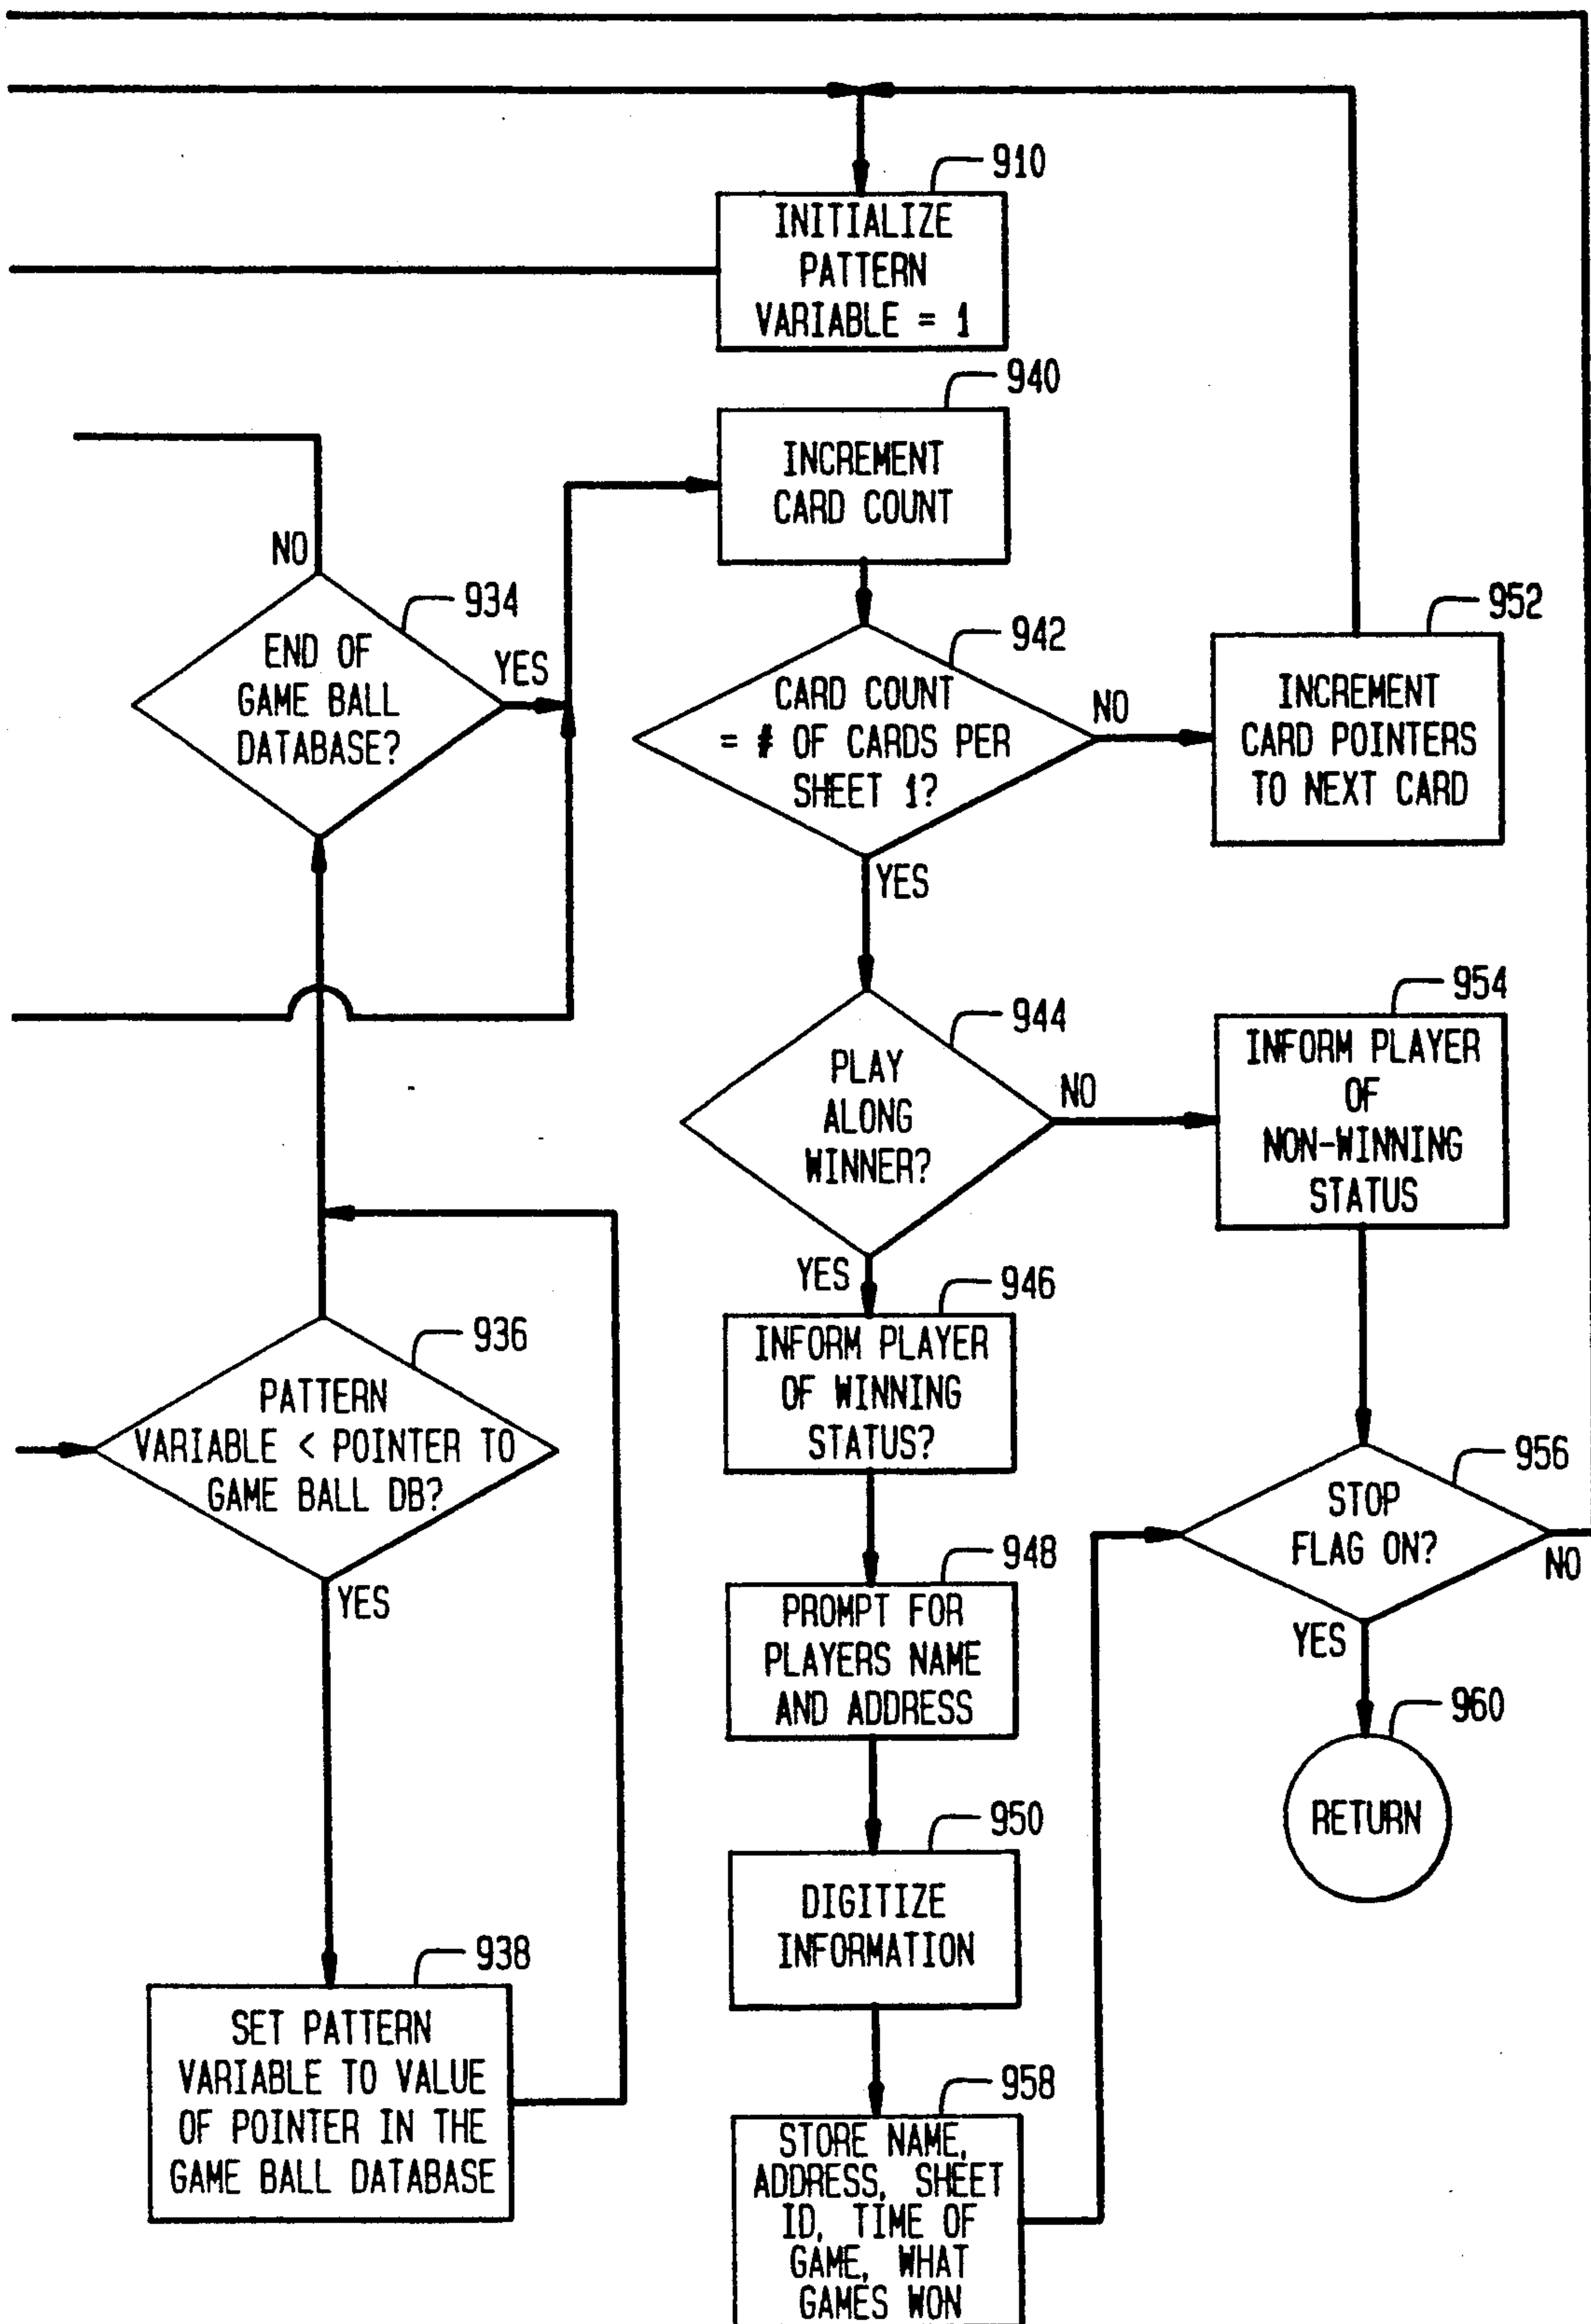 910
INITIALIZE
PATTERN
VARIABLE = 1
940
INCREMENT
CARD COUNT
NO
934
END OF
GAME BALL
DATABASE?
YES
942
CARD COUNT
= # OF CARDS PER
SHEET 1?
NO
YES
952
INCREMENT
CARD POINTERS
TO NEXT CARD
944
PLAY
ALONG
WINNER?
NO
YES
954
INFORM PLAYER
OF
NON-WINNING
STATUS
946
INFORM PLAYER
OF WINNING
STATUS?
936
PATTERN
VARIABLE < POINTER TO
GAME BALL DB?
YES
956
STOP
FLAG ON?
NO
YES
948
PROMPT FOR
PLAYERS NAME
AND ADDRESS
960
RETURN
950
DIGITIZE
INFORMATION
938
SET PATTERN
VARIABLE TO VALUE
OF POINTER IN THE
GAME BALL DATABASE
958
STORE NAME,
ADDRESS, SHEET
ID, TIME OF
GAME, WHAT
GAMES WON